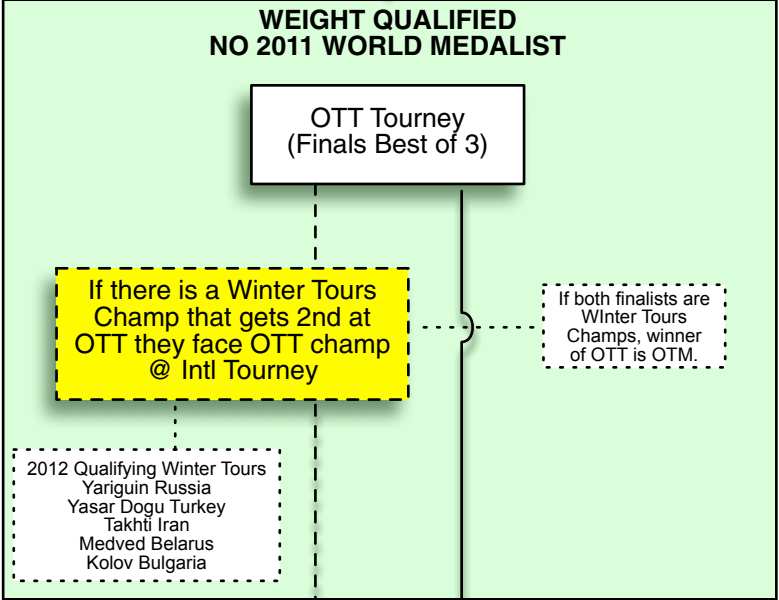 WEIGHT QUALIFIED
NO 2011 WORLD MEDALIST
OTT Tourney
(Finals Best of 3)
If there is a Winter Tours
Champ that gets 2nd at
OTT they face OTT champ
@ Intl Tourney
If both finalists are
WInter Tours
Champs, winner
of OTT is OTM.
2012 Qualifying Winter Tours
Yariguin Russia
Yasar Dogu Turkey
Takhti Iran
Medved Belarus
Kolov Bulgaria